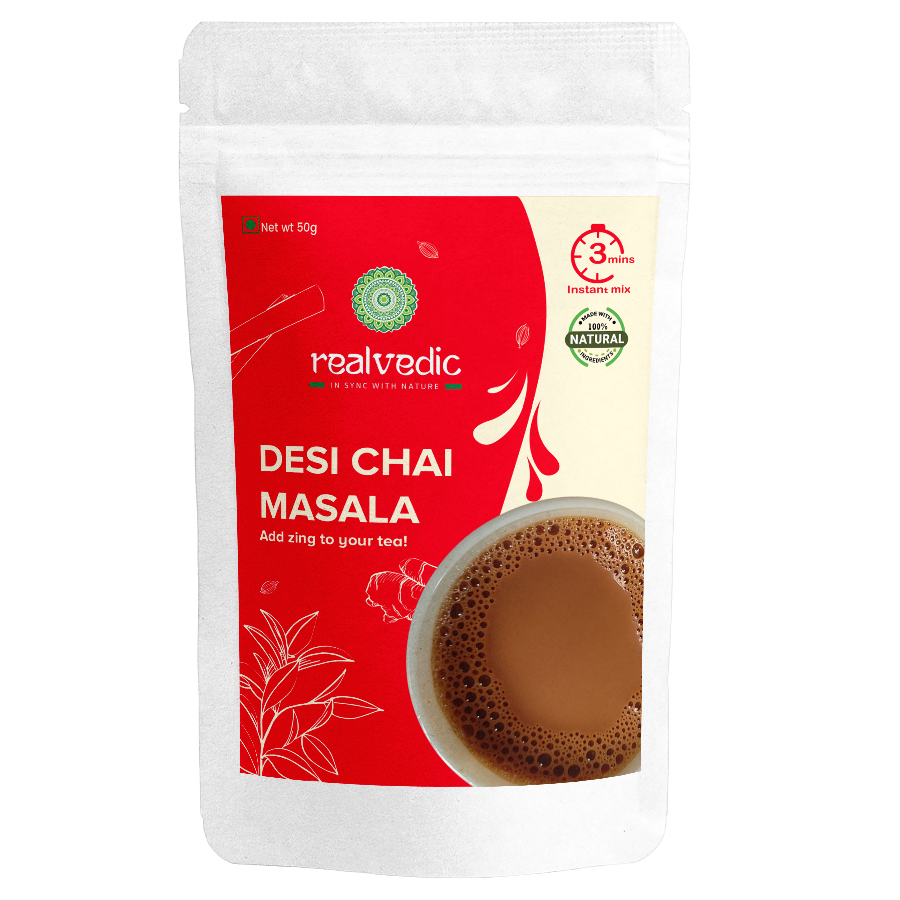 Net wt 50g
3 mins
Instant mix
MADE WITH
100%
NATURAL
INGREDIENTS
realvedic
IN SYNC WITH NATURE
DESI CHAI
MASALA
Add zing to your tea!